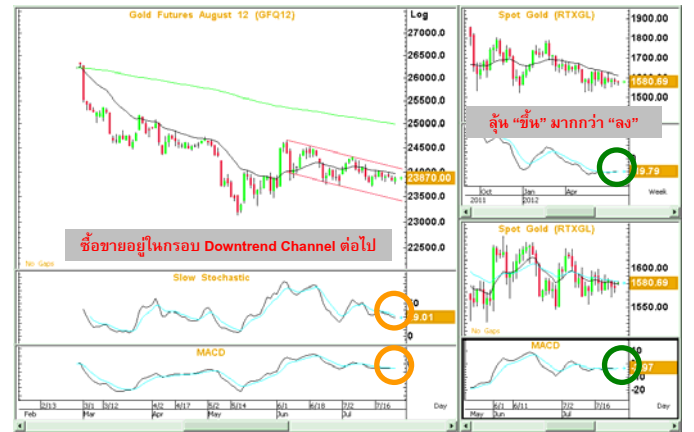 Gold Futures August 12 (GFQ12)
Log
27000.0
26500.0
26000.0
25500.0
25000.0
24500.0
24000.0
23870.00
23500.0
23000.0
22500.0
ซื้อขายอยู่ในกรอบ Downtrend Channel ต่อไป
No Gaps
Slow Stochastic
9.01
0
MACD
2/13 3/1 3/12 4/2 4/17 5/2 5/14 6/1 6/18 7/2 7/16 Day
Feb Mar Apr May Jun Jul
Spot Gold (RTXGL)
1900.00
1800.00
1700.00
1600.00
1580.69
1500.00
ลุ้น “ขึ้น” มากกว่า “ลง”
9.79
Oct Jan Apr Week
2011 2012
Spot Gold (RTXGL)
1600.00
1580.69
1550.00
No Gaps
MACD
-20
6/1 6/11 7/2 7/16 Day
May Jun Jul